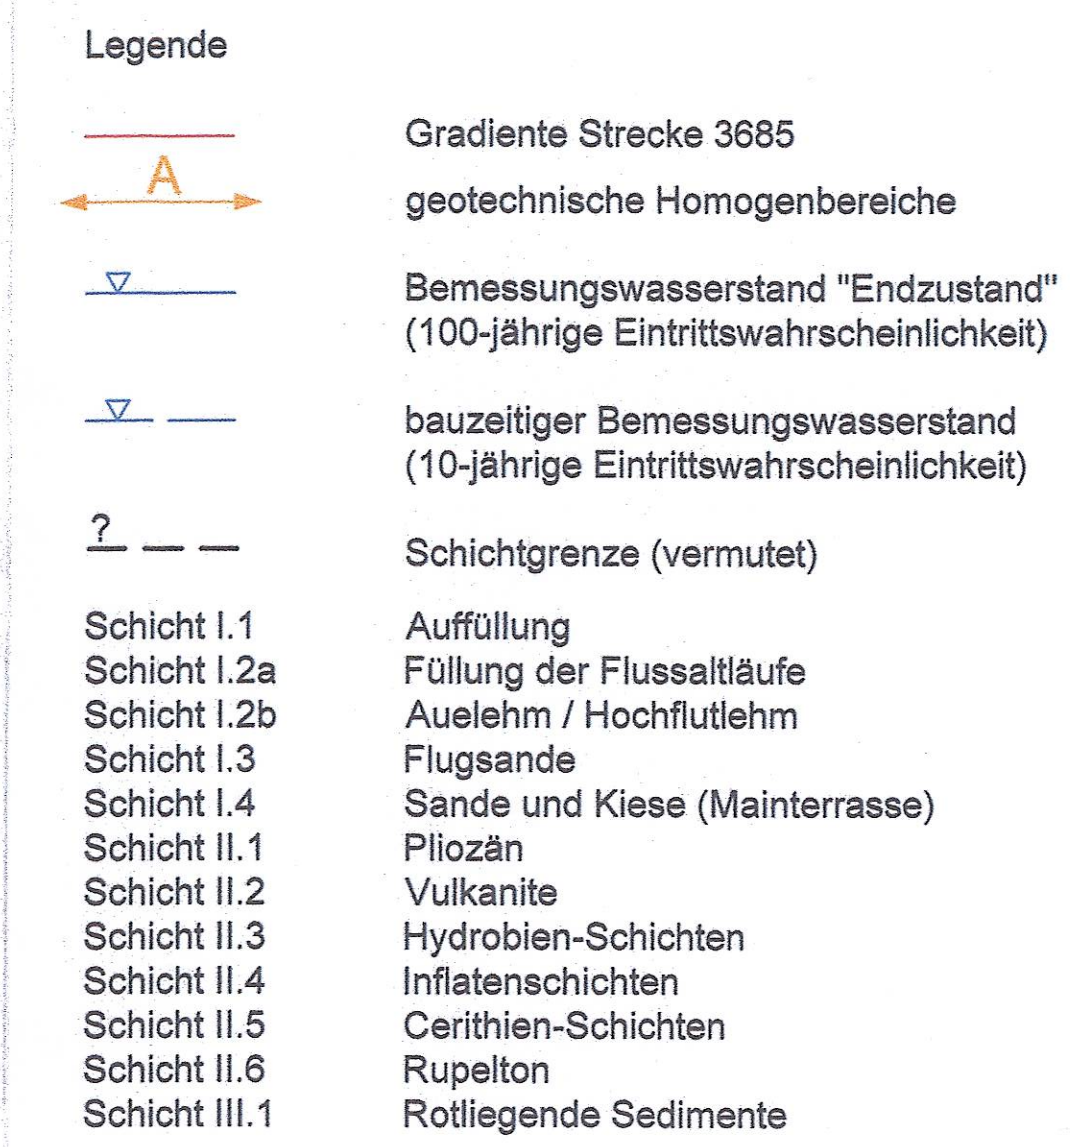 Legende
Gradiente Strecke 3685
A
geotechnische Homogenbereiche
Bemessungswasserstand "Endzustand"
(100-jährige Eintrittswahrscheinlichkeit)
bauzeitiger Bemessungswasserstand
(10-jährige Eintrittswahrscheinlichkeit)
?
Schichtgrenze (vermutet)
Schicht I.1 Auffüllung
Schicht I.2a Füllung der Flussaltläufe
Schicht I.2b Auelehm / Hochflutlehm
Schicht I.3 Flugsande
Schicht I.4 Sande und Kiese (Mainterrasse)
Schicht II.1 Pliozän
Schicht II.2 Vulkanite
Schicht II.3 Hydrobien-Schichten
Schicht II.4 Inflatenschichten
Schicht II.5 Cerithien-Schichten
Schicht II.6 Rupelton
Schicht III.1 Rotliegende Sedimente